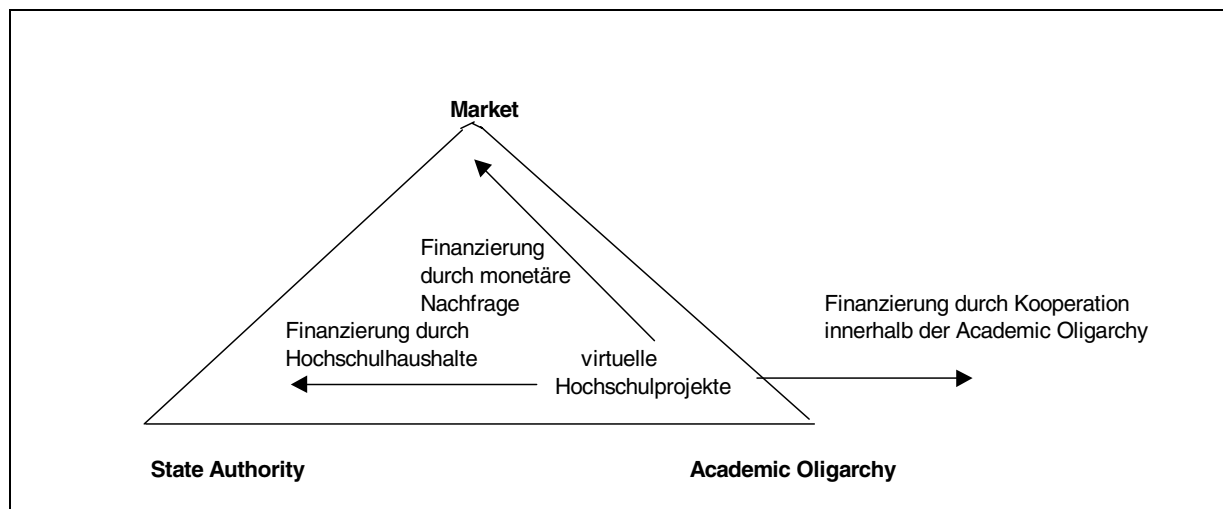 Market
Finanzierung
durch monetäre
Nachfrage
Finanzierung durch Kooperation
innerhalb der Academic Oligarchy
Finanzierung durch
Hochschulhaushalte
virtuelle
Hochschulprojekte
State Authority
Academic Oligarchy